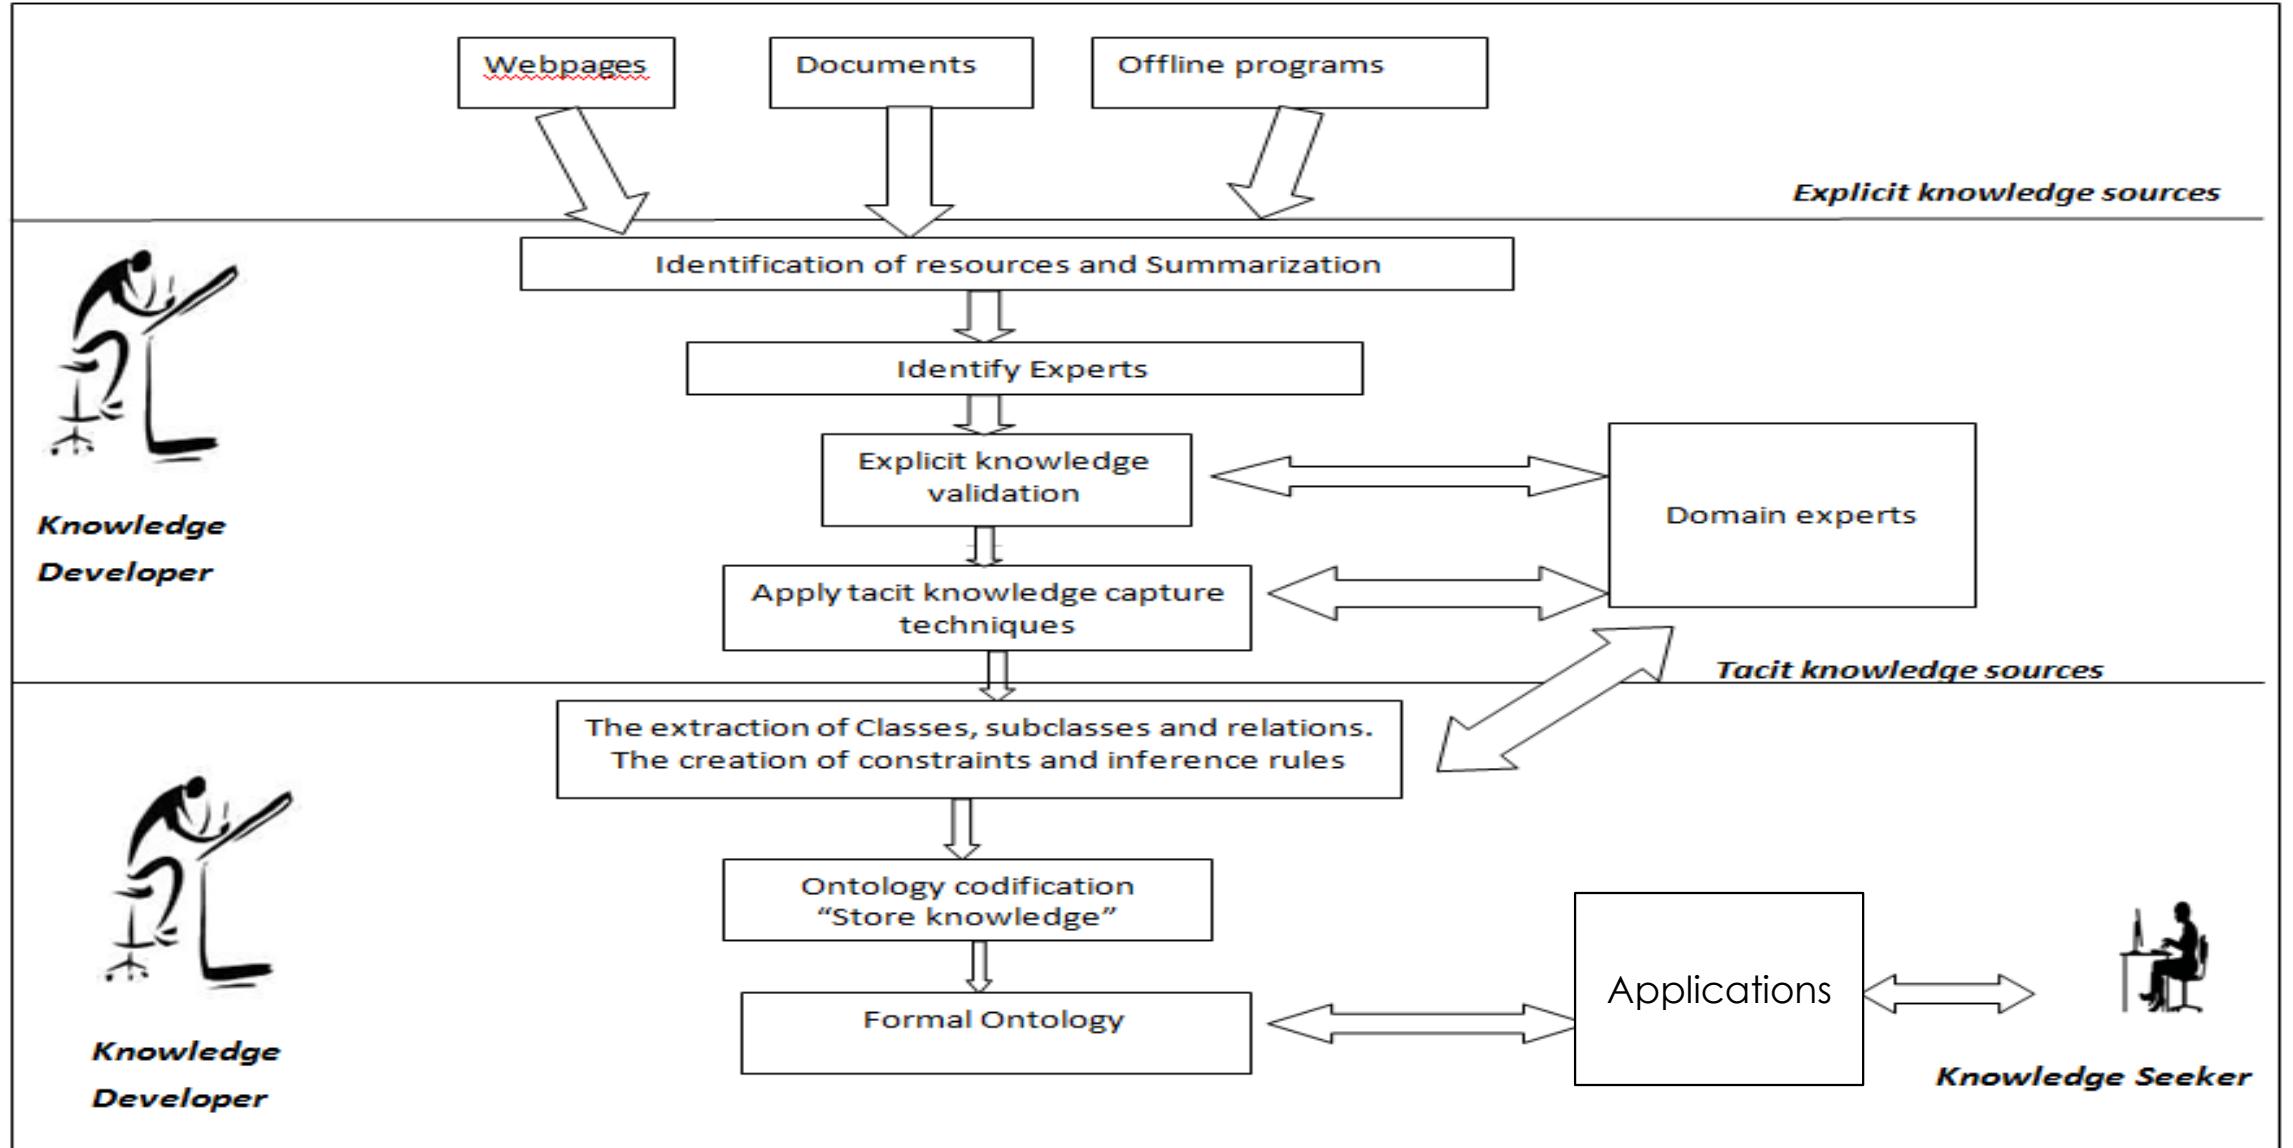 Webpages
Documents
Offline programs
Explicit knowledge sources
Identification of resources and Summarization
Identify Experts
Explicit knowledge
validation
Domain experts
Knowledge
Developer
Apply tacit knowledge capture
techniques
Tacit knowledge sources
The extraction of Classes, subclasses and relations.
The creation of constraints and inference rules
Ontology codification
“Store knowledge”
Applications
Formal Ontology
Knowledge
Developer
Knowledge Seeker